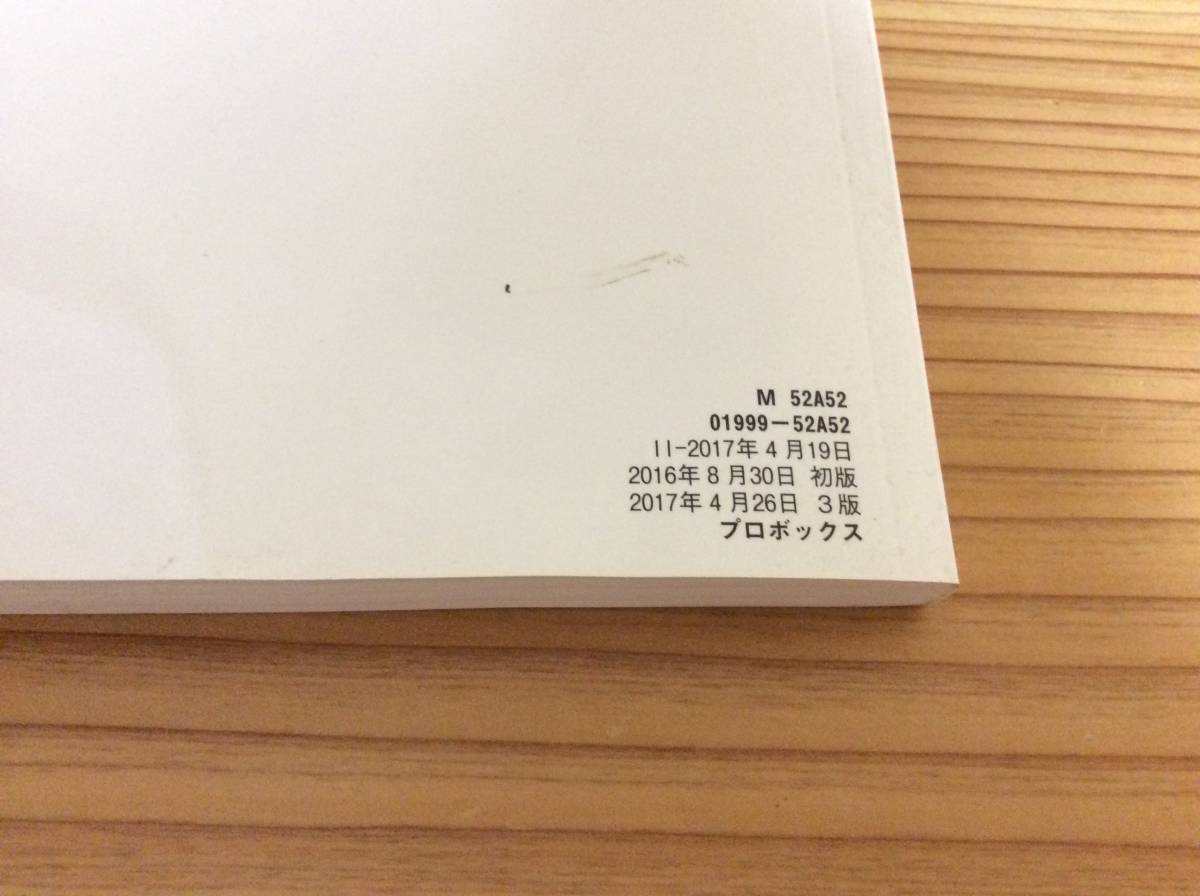 M 52A52
01999-52A52
II-2017年4月19日
2016年8月30日 初版
2017年4月26日 3版
プロボックス